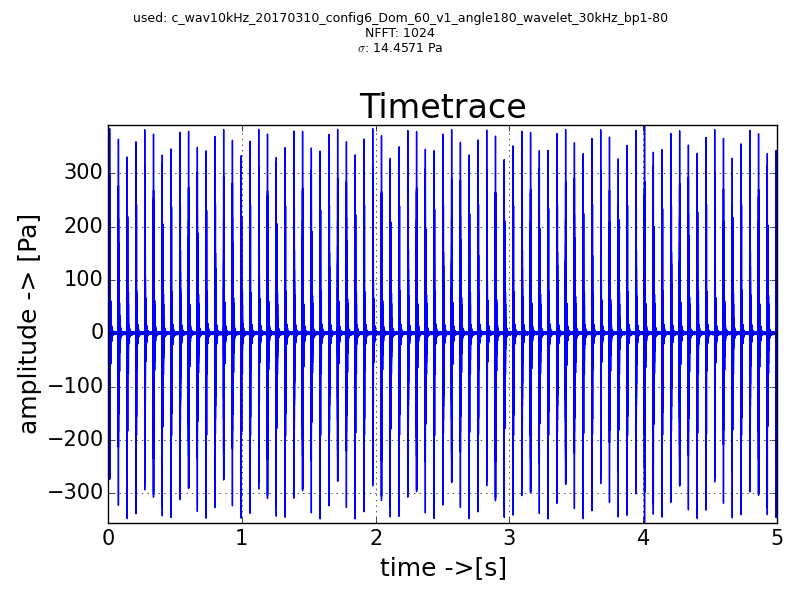 used: c_wav10kHz_20170310_config6_Dom_60_v1_angle180_wavelet_30kHz_bp1-80
NFFT: 1024
σ: 14.4571 Pa
Timetrace
300
200
100
0
−100
−200
−300
amplitude -> [Pa]
0 1 2 3 4 5
time ->[s]